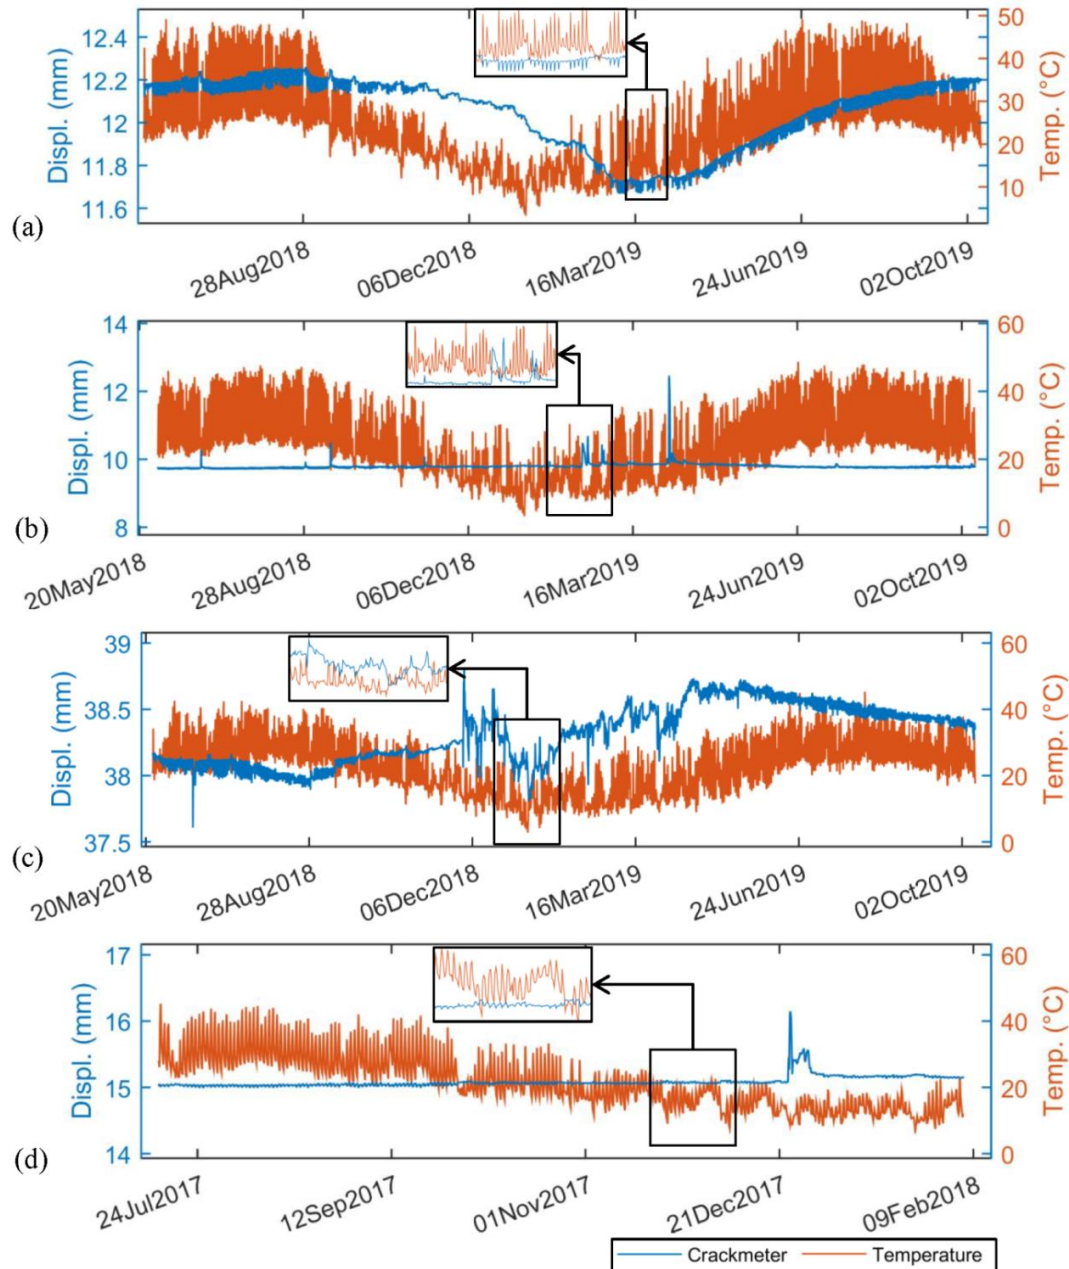 12.4
12.2
12
11.8
11.6
Displ. (mm)
50
40
30
20
10
Temp. (°C)
(a)
28Aug2018
06Dec2018
16Mar2019
24Jun2019
02Oct2019
14
12
10
8
Displ. (mm)
60
40
20
0
Temp. (°C)
(b)
20May2018
28Aug2018
06Dec2018
16Mar2019
24Jun2019
02Oct2019
39
38.5
38
37.5
Displ. (mm)
60
40
20
0
Temp. (°C)
(c)
20May2018
28Aug2018
06Dec2018
16Mar2019
24Jun2019
02Oct2019
17
16
15
14
Displ. (mm)
60
40
20
0
Temp. (°C)
(d)
24Jul2017
12Sep2017
01Nov2017
21Dec2017
09Feb2018
Crackmeter
Temperature